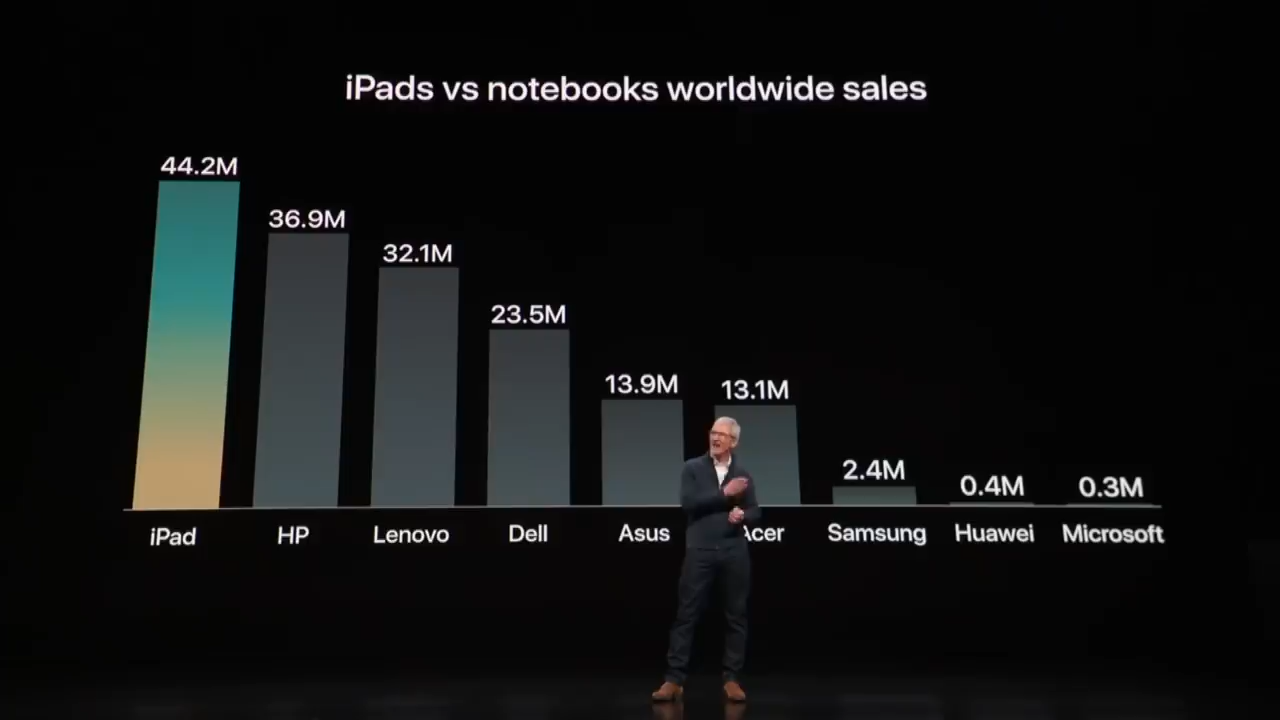 iPads vs notebooks worldwide sales
44.2M
36.9M
32.1M
23.5M
13.9M
13.1M
2.4M
0.4M
0.3M
iPad
HP
Lenovo
Dell
Asus
Acer
Samsung
Huawei
Microsoft